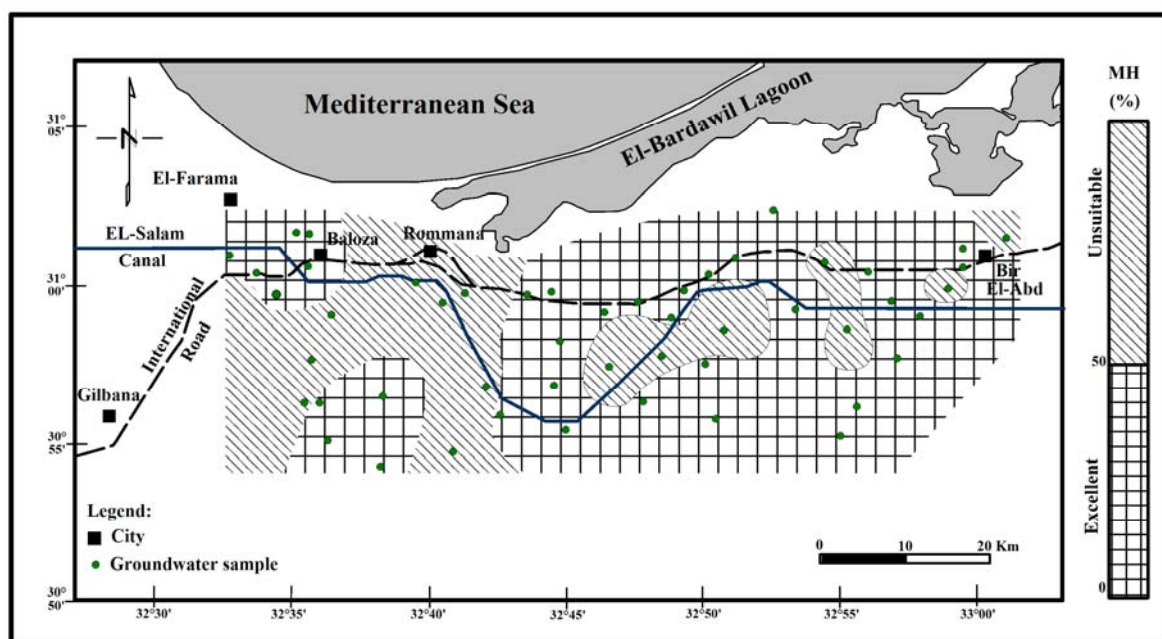 MH
(%)
Unsuitable
50
Excellent
0
Mediterranean Sea
El-Bardawil Lagoon
N
31°
05'
El-Farama
EL-Salam
Canal
Baloza
Rommana
31°
00'
Bir
El-Abd
International
Road
Gilbana
30°
55'
Legend:
City
Groundwater sample
0 10 20 Km
30°
50'
32°30' 32°35' 32°40' 32°45' 32°50' 32°55' 33°00'